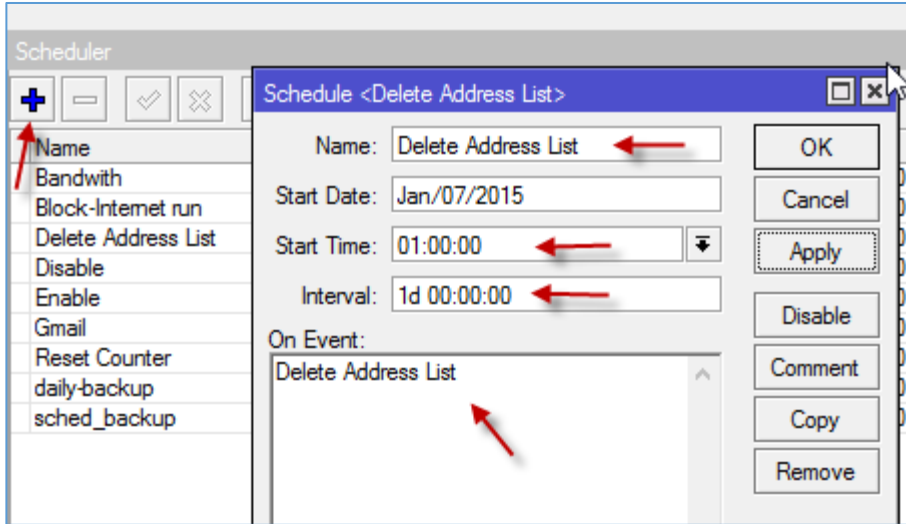 Scheduler
Schedule <Delete Address List>
Name
Bandwith
Block-Internet run
Delete Address List
Disable
Enable
Gmail
Reset Counter
daily-backup
sched_backup
Name: Delete Address List
Start Date: Jan/07/2015
Start Time: 01:00:00
Interval: 1d 00:00:00
On Event:
Delete Address List
OK
Cancel
Apply
Disable
Comment
Copy
Remove